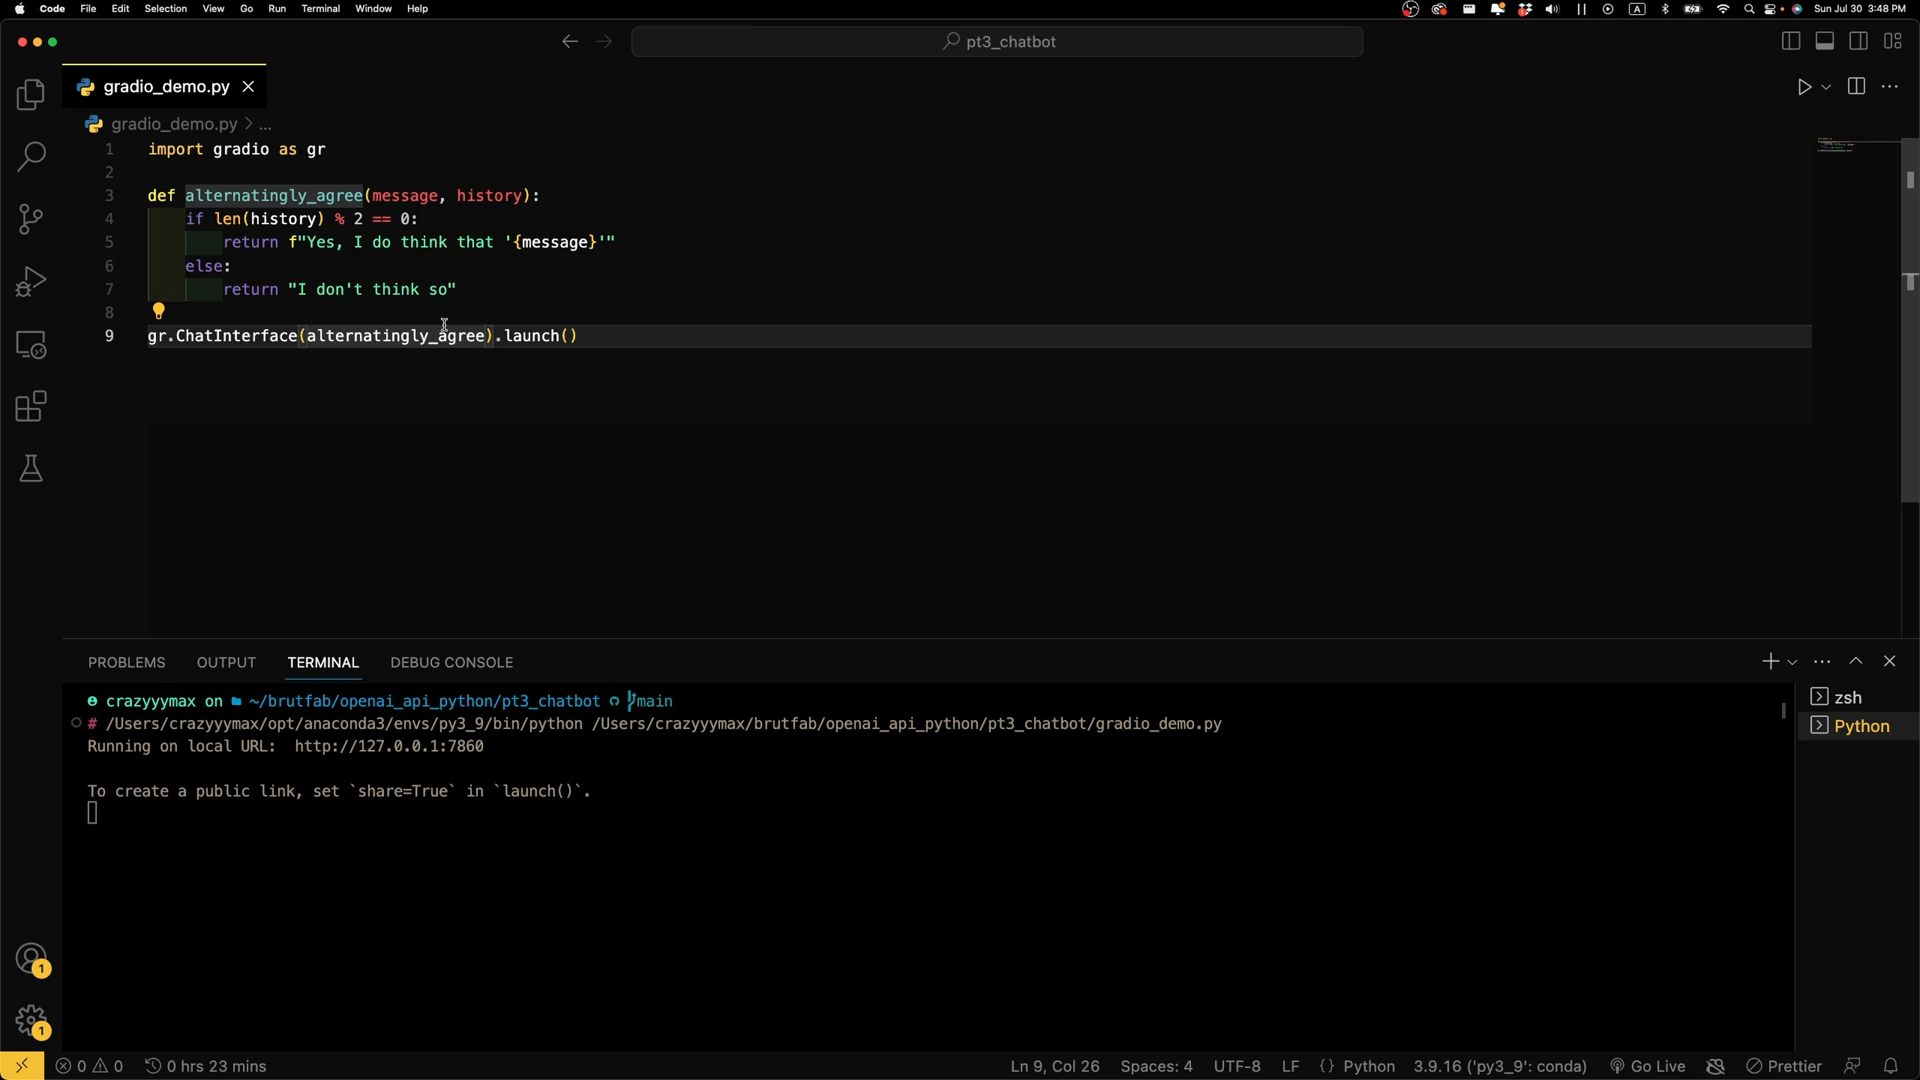 Code File Edit Selection View Go Run Terminal Window Help
A
Sun Jul 30 3:48 PM
pt3_chatbot
gradio_demo.py
gradio_demo.py > ...
1 import gradio as gr
2
3 def alternatingly_agree(message, history):
4 if len(history) % 2 == 0:
5 return f"Yes, I do think that '{message}'"
6 else:
7 return "I don't think so"
8
9 gr.ChatInterface(alternatingly_agree).launch()
PROBLEMS OUTPUT TERMINAL DEBUG CONSOLE
crazyyymax on ~/brutfab/openai_api_python/pt3_chatbot main
# /Users/crazyyymax/opt/anaconda3/envs/py3_9/bin/python /Users/crazyyymax/brutfab/openai_api_python/pt3_chatbot/gradio_demo.py
Running on local URL: http://127.0.0.1:7860
To create a public link, set `share=True` in `launch()`.
zsh
Python
1
1
0 0 0 hrs 23 mins Ln 9, Col 26 Spaces: 4 UTF-8 LF {} Python 3.9.16 ('py3_9': conda) Go Live Prettier